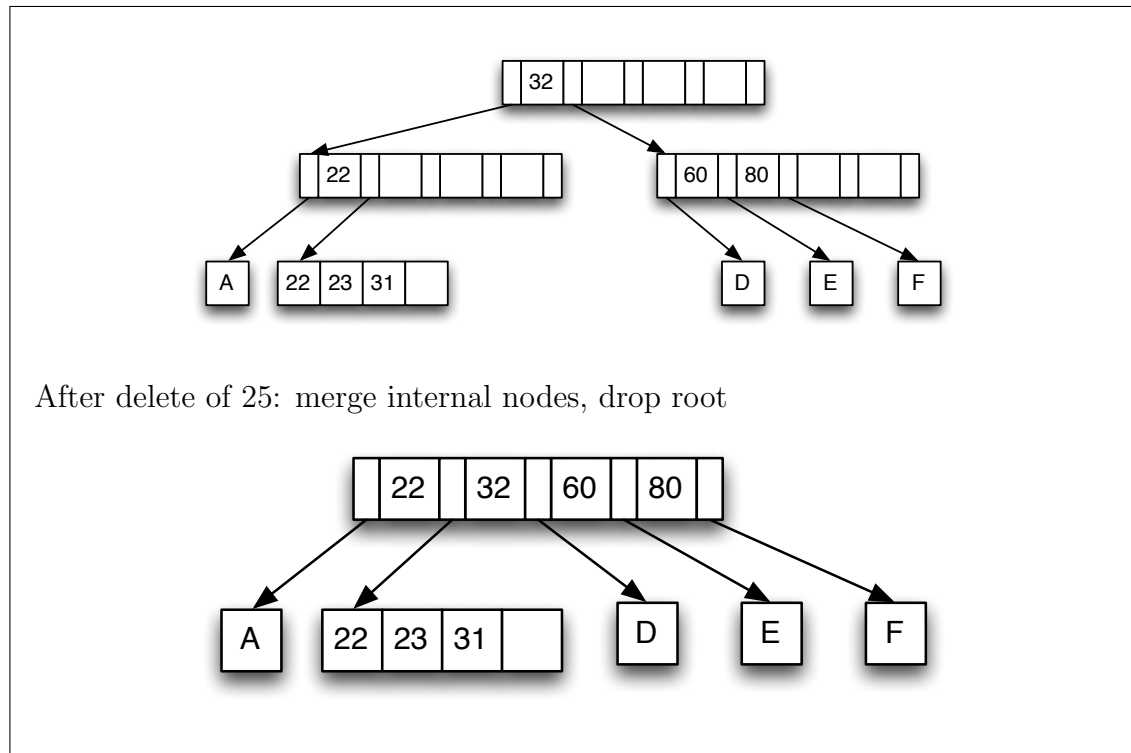 32
22 60 80
A 22 23 31 D E F
After delete of 25: merge internal nodes, drop root
22 32 60 80
A 22 23 31 D E F